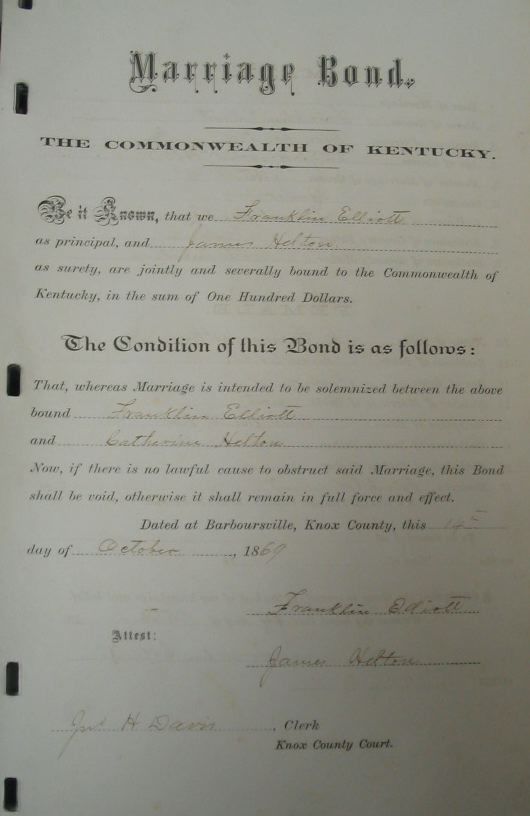 Marriage Bond.
THE COMMONWEALTH OF KENTUCKY.
Be it Known, that we Franklin Elliott
as principal, and James Helton
as surety, are jointly and severally bound to the Commonwealth of
Kentucky, in the sum of One Hundred Dollars.
The Condition of this Bond is as follows:
That, whereas Marriage is intended to be solemnized between the above
bound Franklin Elliott
and Catherine Helton
Now, if there is no lawful cause to obstruct said Marriage, this Bond
shall be void, otherwise it shall remain in full force and effect.
Dated at Barboursville, Knox County, this
day of October, 1869
Franklin Elliott
Attest:
James Helton
Jno H Davis, Clerk
Knox County Court.